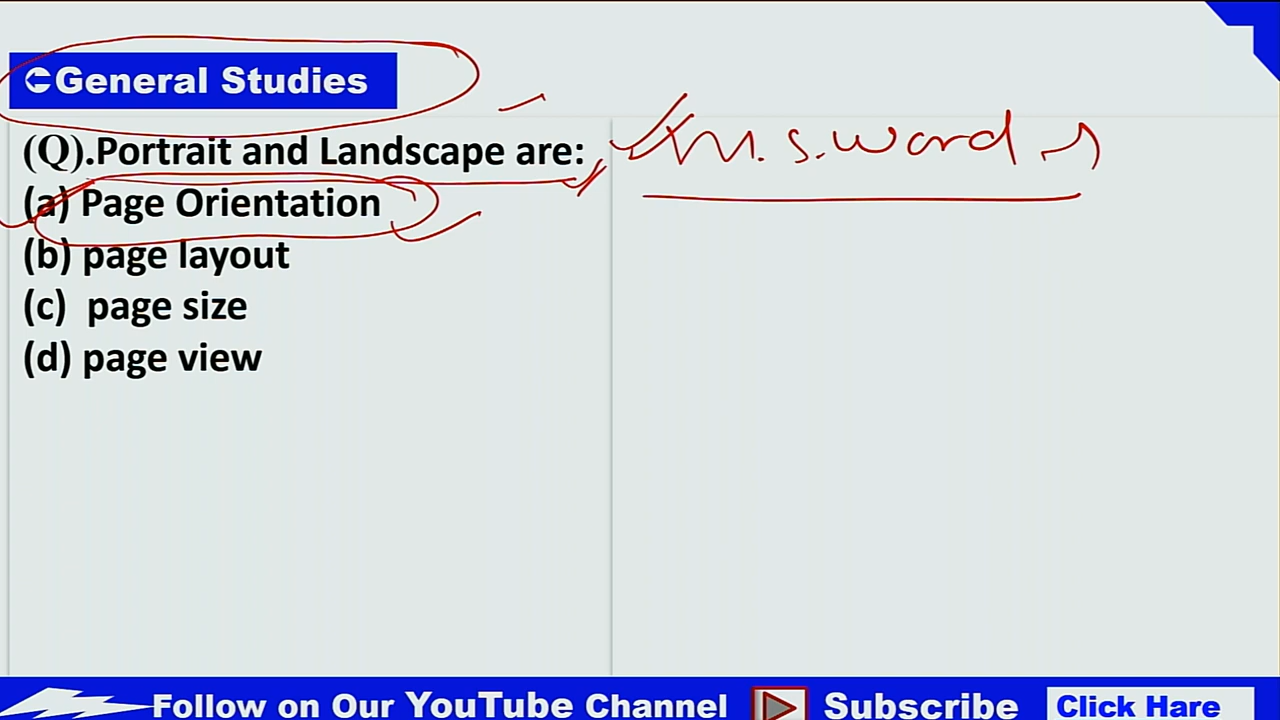 General Studies
(Q).Portrait and Landscape are:
M.S.Word
(a) Page Orientation
(b) page layout
(c) page size
(d) page view
Follow on Our YouTube Channel Subscribe Click Hare